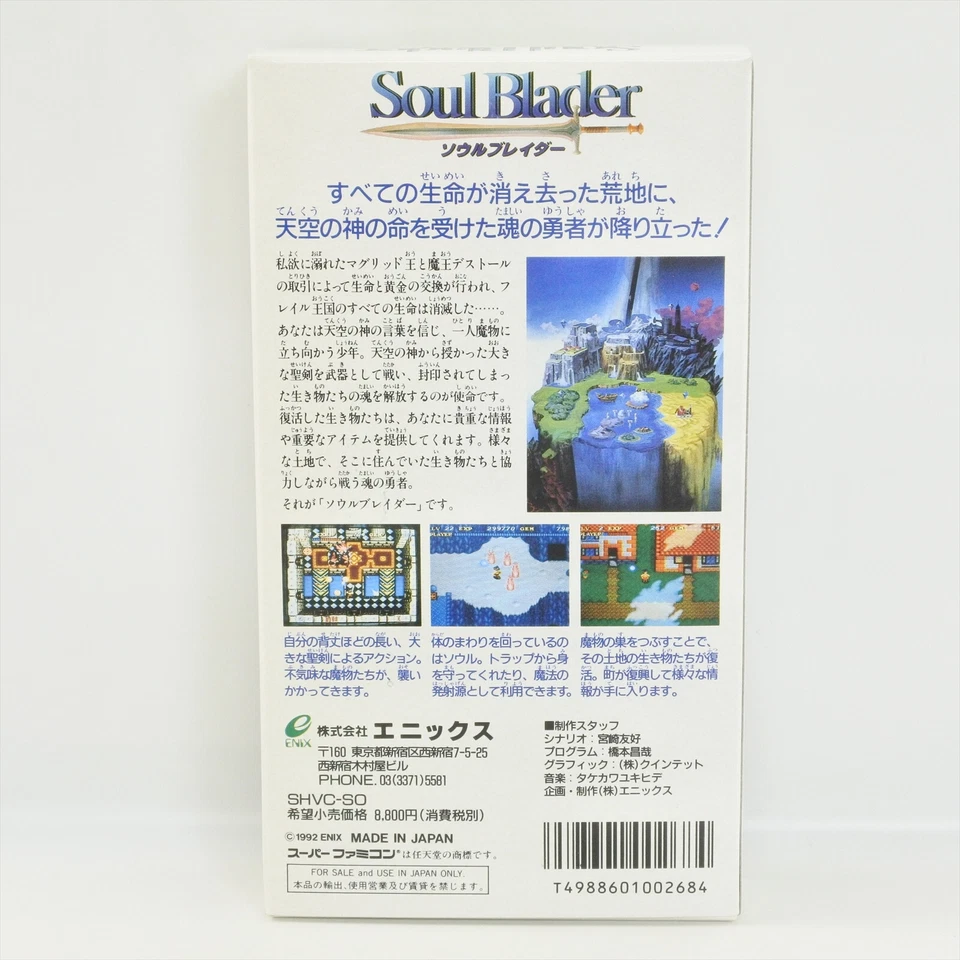 Soul Blader
ソウルブレイダー
すべての生命が消え去った荒地に、
天空の神の命を受けた魂の勇者が降り立った！
私欲に溺れたマグリッド王と魔王デストール
の取引によって生命と黄金の交換が行われ、フ
レイル王国のすべての生命は消滅した……。
あなたは天空の神の言葉を信じ、一人魔物に
立ち向かう少年。天空の神から授かった大き
な聖剣を武器として戦い、封印されてしまっ
た生き物たちの魂を解放するのが使命です。
復活した生き物たちは、あなたに貴重な情報
や重要なアイテムを提供してくれます。様々
な土地で、そこに住んでいた生き物たちと協
力しながら戦う魂の勇者。
それが「ソウルブレイダー」です。
LV 22 EXP 299770 GEM
PLAYER
EXP
PLAYER
自分の背丈ほどの長い、大
きな聖剣によるアクション。
不気味な魔物たちが、襲い
かかってきます。
体のまわりを回っているの
はソウル。トラップから身
を守ってくれたり、魔法の
発射源として利用できます。
魔物の巣をつぶすことで、
その土地の生き物たちが復
活。町が復興して様々な情
報が手に入ります。
ENIX
株式会社 エニックス
〒160 東京都新宿区西新宿7-5-25
西新宿木村屋ビル
PHONE. 03(3371)5581
SHVC-SO
希望小売価格 8,800円（消費税別）
©1992 ENIX MADE IN JAPAN
スーパーファミコン®は任天堂の商標です。
FOR SALE and USE IN JAPAN ONLY.
本品の輸出、使用営業及び賃貸を禁じます。
■制作スタッフ
シナリオ：宮崎友好
プログラム：橋本昌哉
グラフィック：(株)クインテット
音楽：タケカワユキヒデ
企画・制作(株)エニックス
T4988601002684